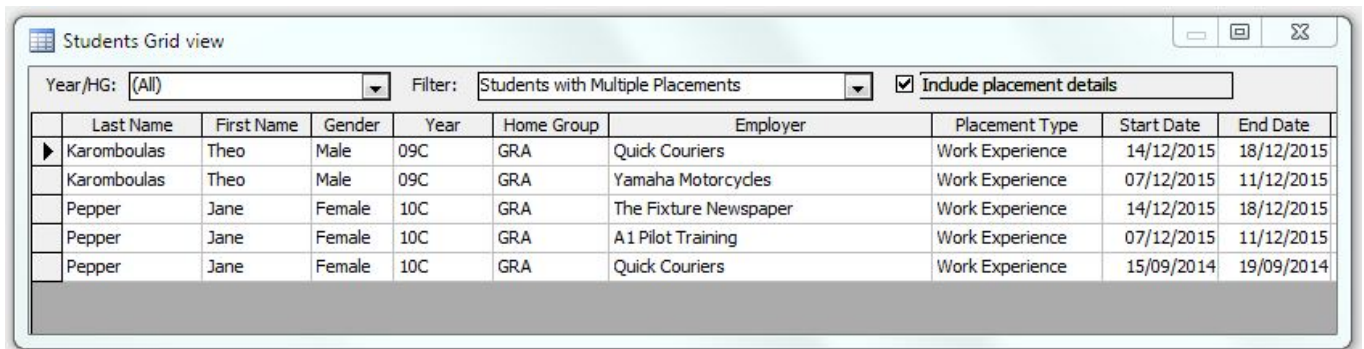 Students Grid view
Year/HG: (All) Filter: Students with Multiple Placements Include placement details
Last Name First Name Gender Year Home Group Employer Placement Type Start Date End Date
Karomboulas Theo Male 09C GRA Quick Couriers Work Experience 14/12/2015 18/12/2015
Karomboulas Theo Male 09C GRA Yamaha Motorcycles Work Experience 07/12/2015 11/12/2015
Pepper Jane Female 10C GRA The Fixture Newspaper Work Experience 14/12/2015 18/12/2015
Pepper Jane Female 10C GRA A1 Pilot Training Work Experience 07/12/2015 11/12/2015
Pepper Jane Female 10C GRA Quick Couriers Work Experience 15/09/2014 19/09/2014